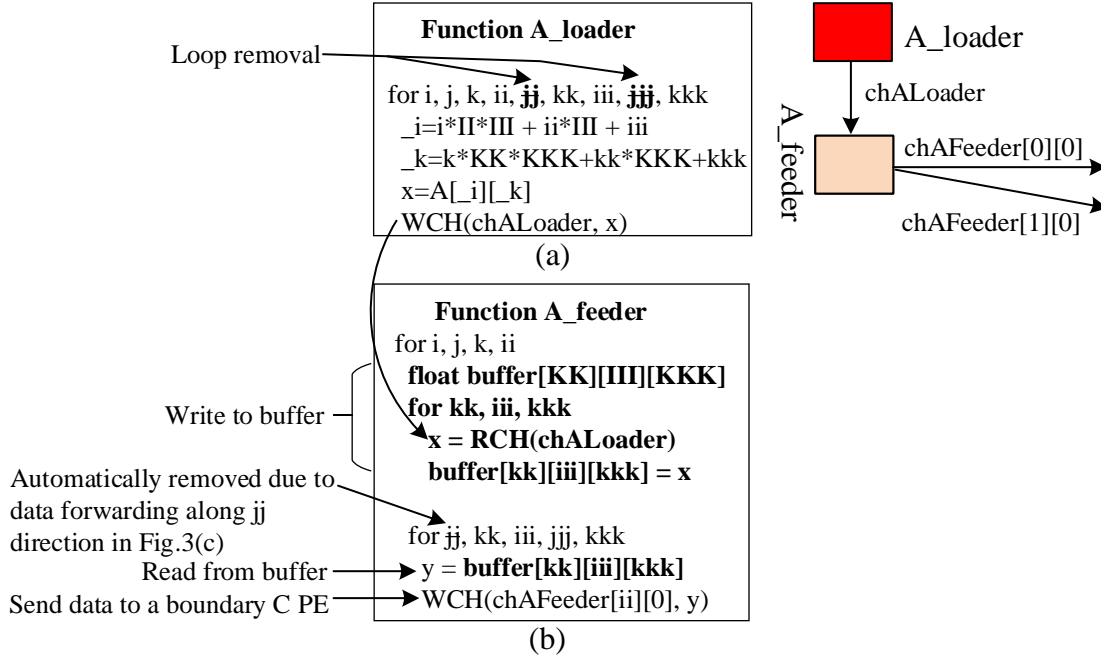 Function A_loader
Loop removal
for i, j, k, ii, jj, kk, iii, jjj, kkk
_i=i*II*III + ii*III + iii
_k=k*KK*KKK+kk*KKK+kkk
x=A[_i][_k]
WCH(chALoader, x)
(a)
A_loader
chALoader
A_feeder
chAFeeder[0][0]
chAFeeder[1][0]
Function A_feeder
for i, j, k, ii
float buffer[KK][III][KKK]
for kk, iii, kkk
Write to buffer
x = RCH(chALoader)
buffer[kk][iii][kkk] = x
Automatically removed due to
data forwarding along jj
direction in Fig.3(c)
for jj, kk, iii, jjj, kkk
Read from buffer
y = buffer[kk][iii][kkk]
Send data to a boundary C PE
WCH(chAFeeder[ii][0], y)
(b)